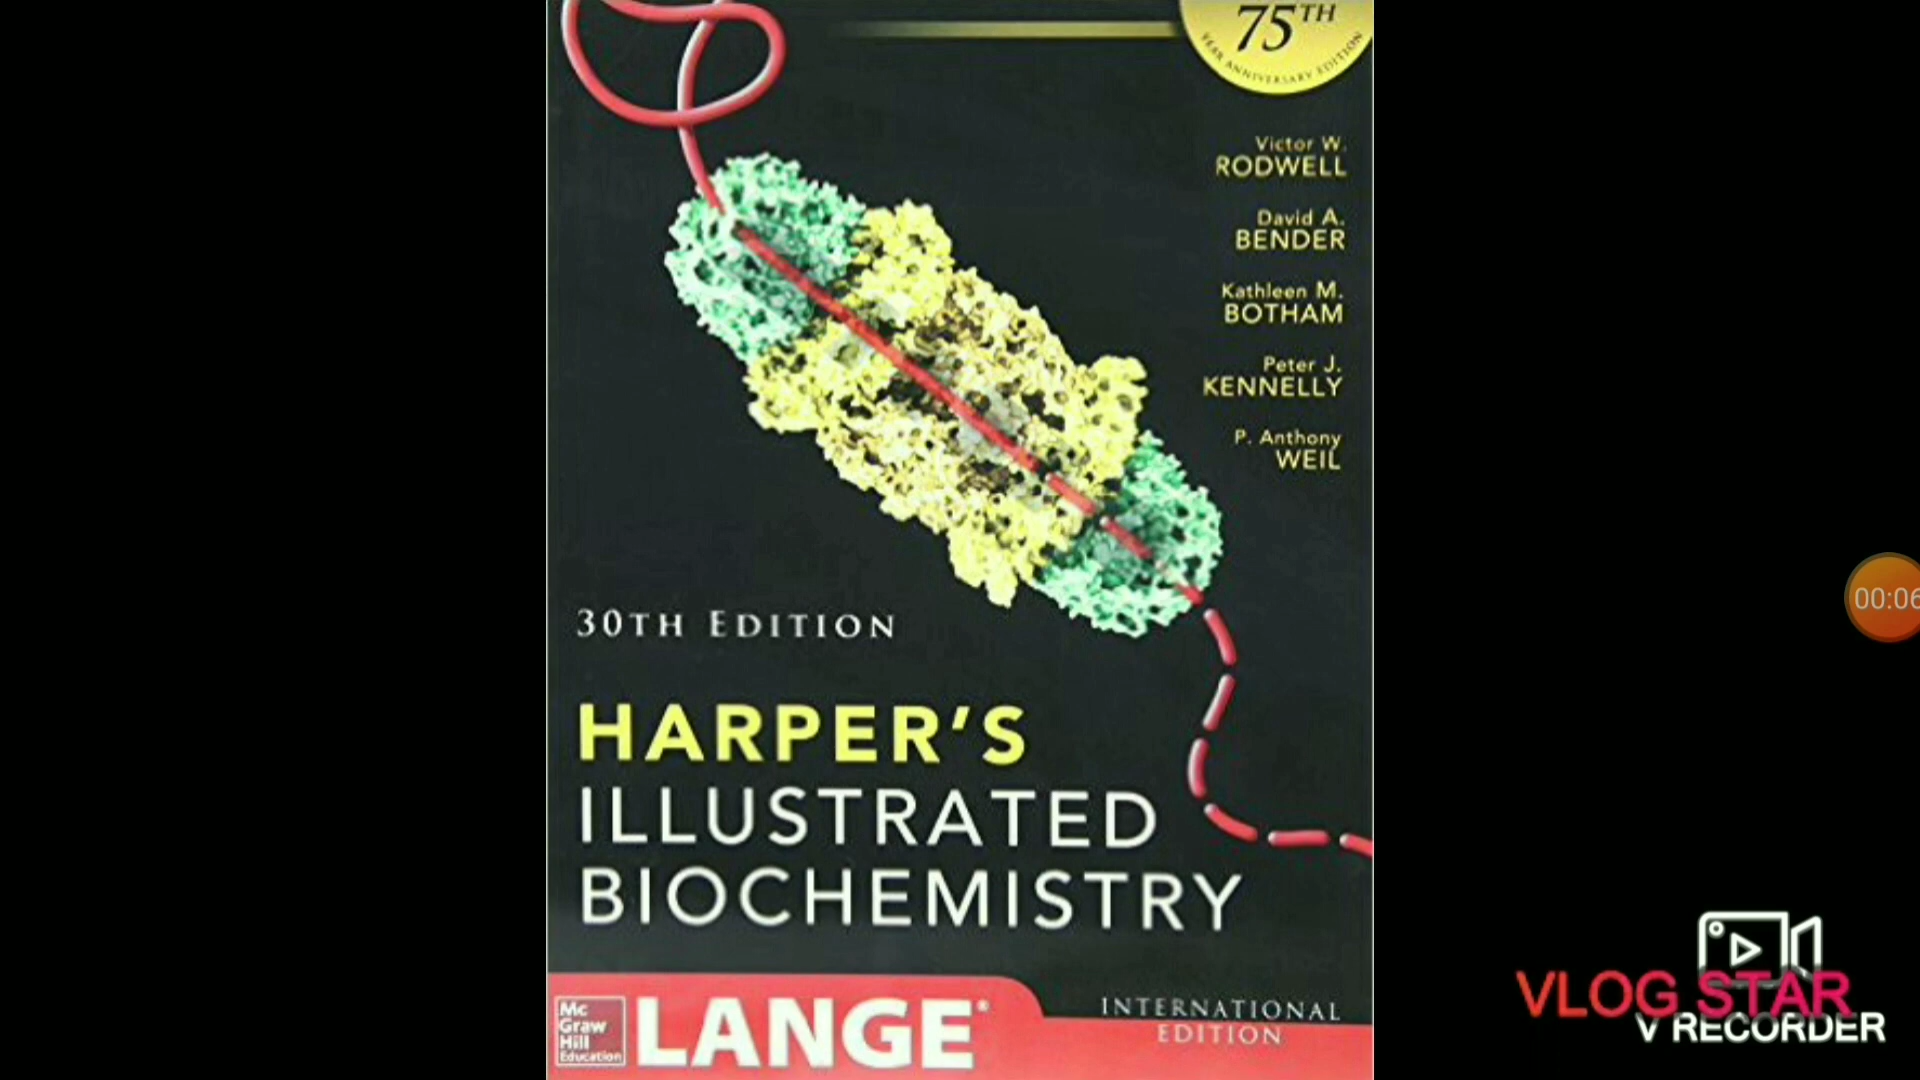 75TH
YEAR ANNIVERSARY EDITION
Victor W.
RODWELL
David A.
BENDER
Kathleen M.
BOTHAM
Peter J.
KENNELLY
P. Anthony
WEIL
30TH EDITION
HARPER'S
ILLUSTRATED
BIOCHEMISTRY
Mc
Graw
Hill
Education
LANGE®
INTERNATIONAL
EDITION
00:06
VLOG STAR
V RECORDER